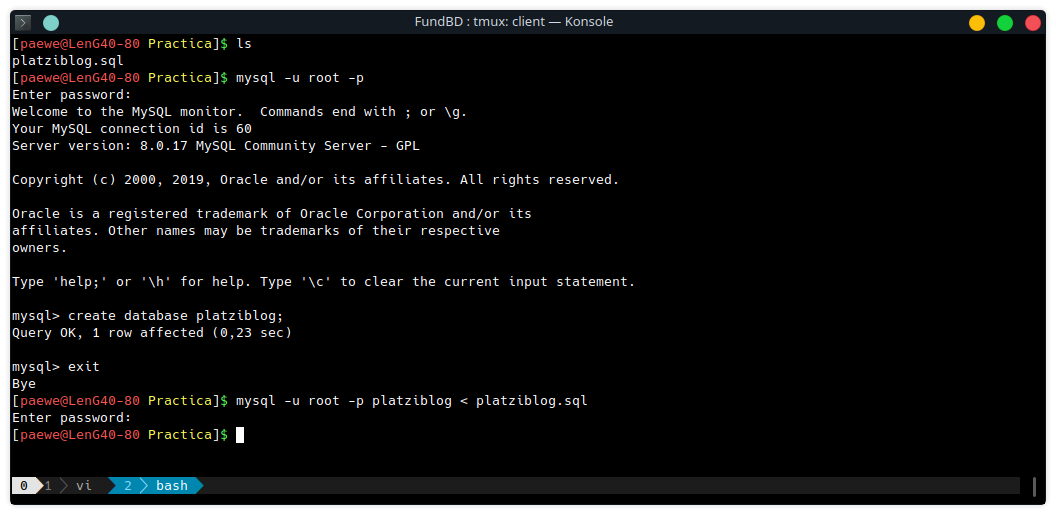 FundBD : tmux: client — Konsole
[paewe@LenG40-80 Practica]$ ls
platziblog.sql
[paewe@LenG40-80 Practica]$ mysql -u root -p
Enter password:
Welcome to the MySQL monitor.  Commands end with ; or \g.
Your MySQL connection id is 60
Server version: 8.0.17 MySQL Community Server - GPL

Copyright (c) 2000, 2019, Oracle and/or its affiliates. All rights reserved.

Oracle is a registered trademark of Oracle Corporation and/or its
affiliates. Other names may be trademarks of their respective
owners.

Type 'help;' or '\h' for help. Type '\c' to clear the current input statement.

mysql> create database platziblog;
Query OK, 1 row affected (0,23 sec)

mysql> exit
Bye
[paewe@LenG40-80 Practica]$ mysql -u root -p platziblog < platziblog.sql
Enter password:
[paewe@LenG40-80 Practica]$
0 1 vi 2 bash